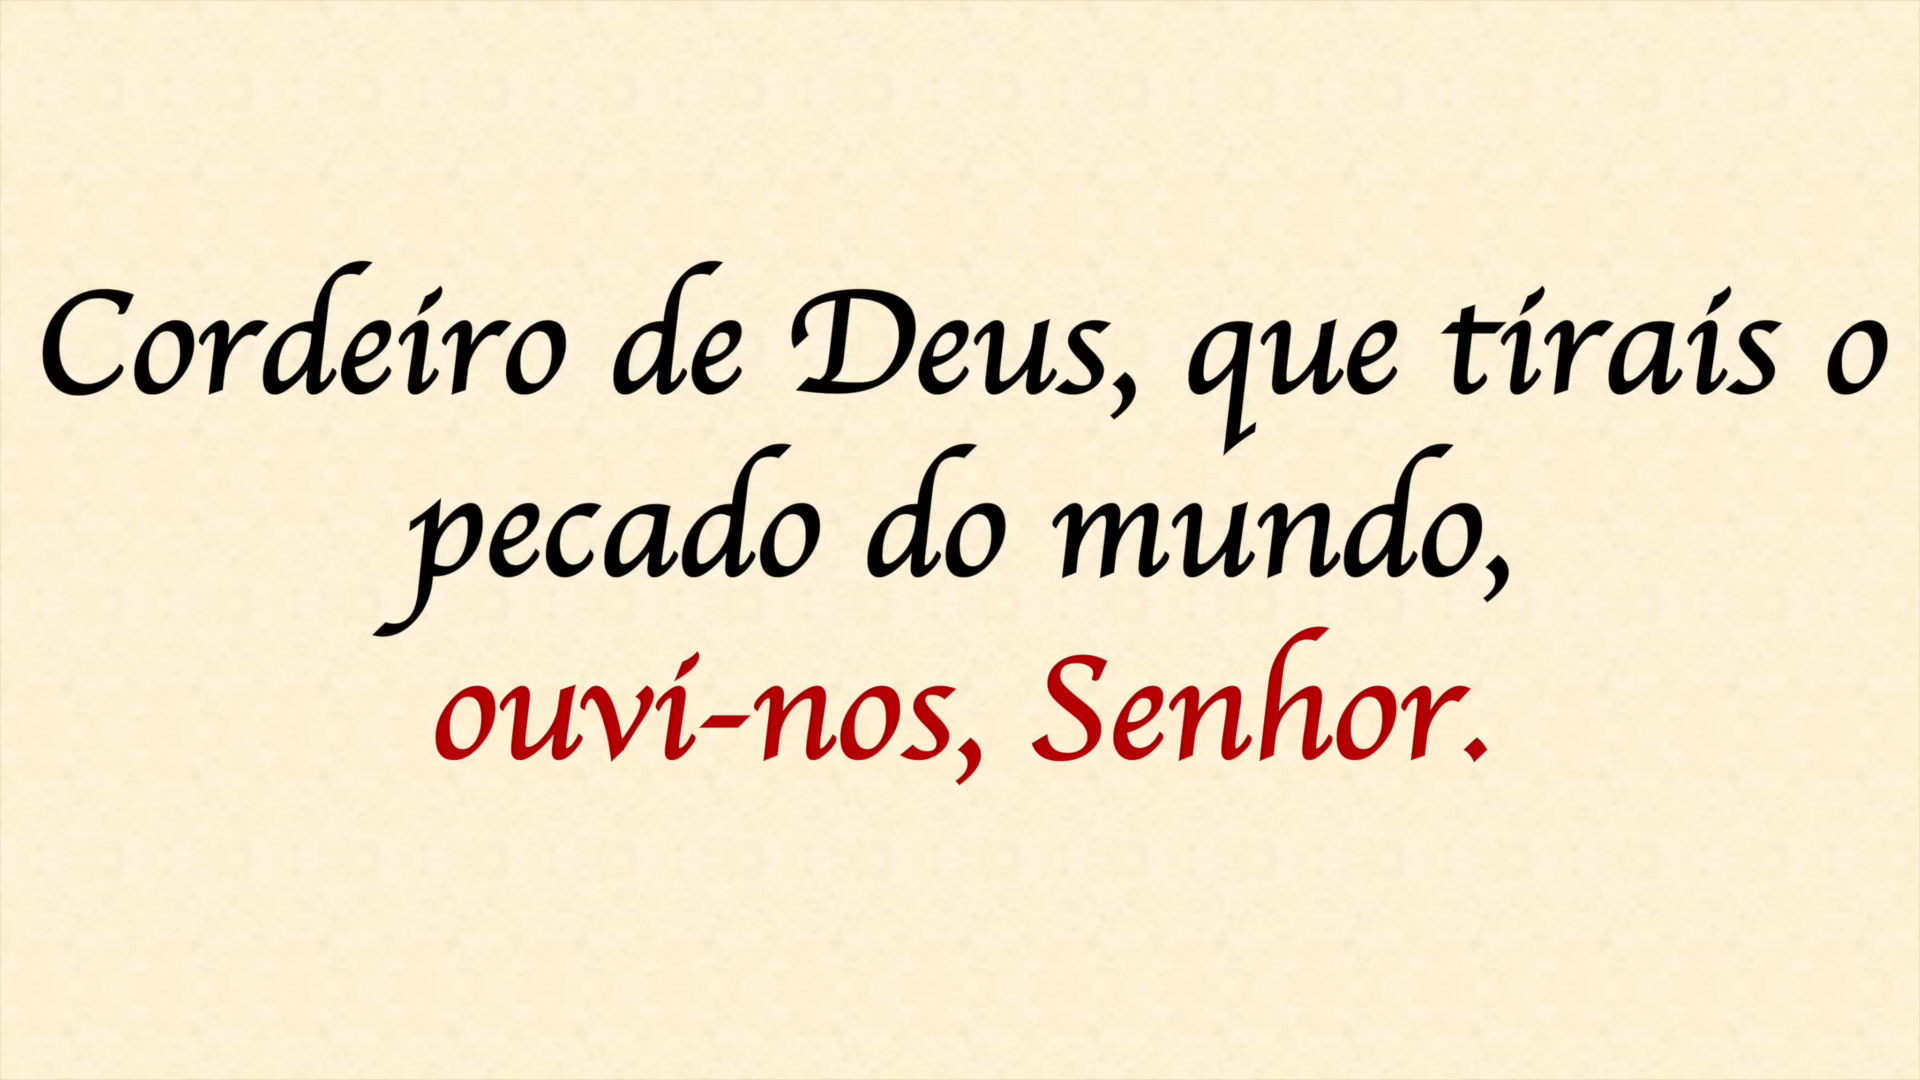 Cordeiro de Deus, que tirais o
pecado do mundo,
ouvi-nos, Senhor.